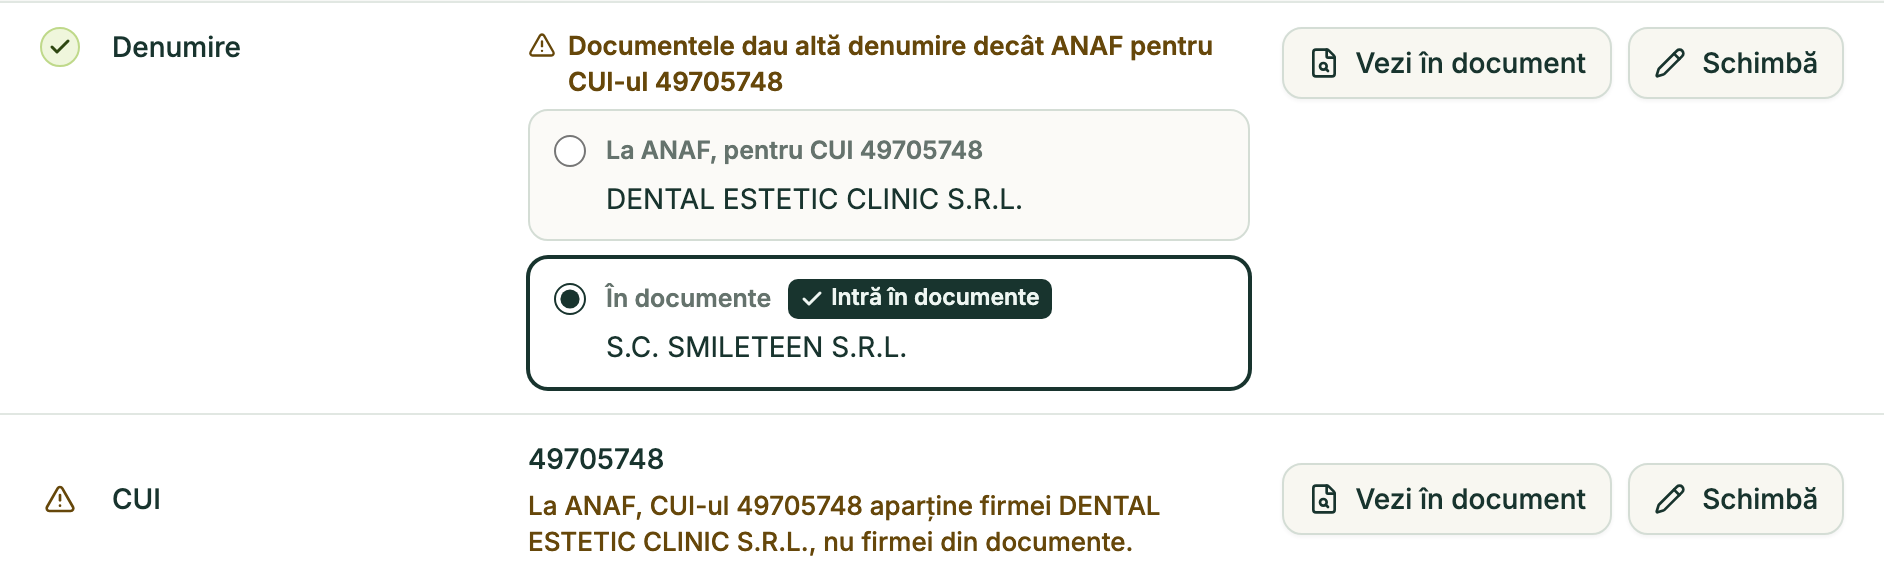 Denumire
Documentele dau altă denumire decât ANAF pentru
CUI-ul 49705748
Vezi în document
Schimbă
La ANAF, pentru CUI 49705748
DENTAL ESTETIC CLINIC S.R.L.
În documente
Intră în documente
S.C. SMILETEEN S.R.L.
CUI
49705748
La ANAF, CUI-ul 49705748 aparține firmei DENTAL
ESTETIC CLINIC S.R.L., nu firmei din documente.
Vezi în document
Schimbă